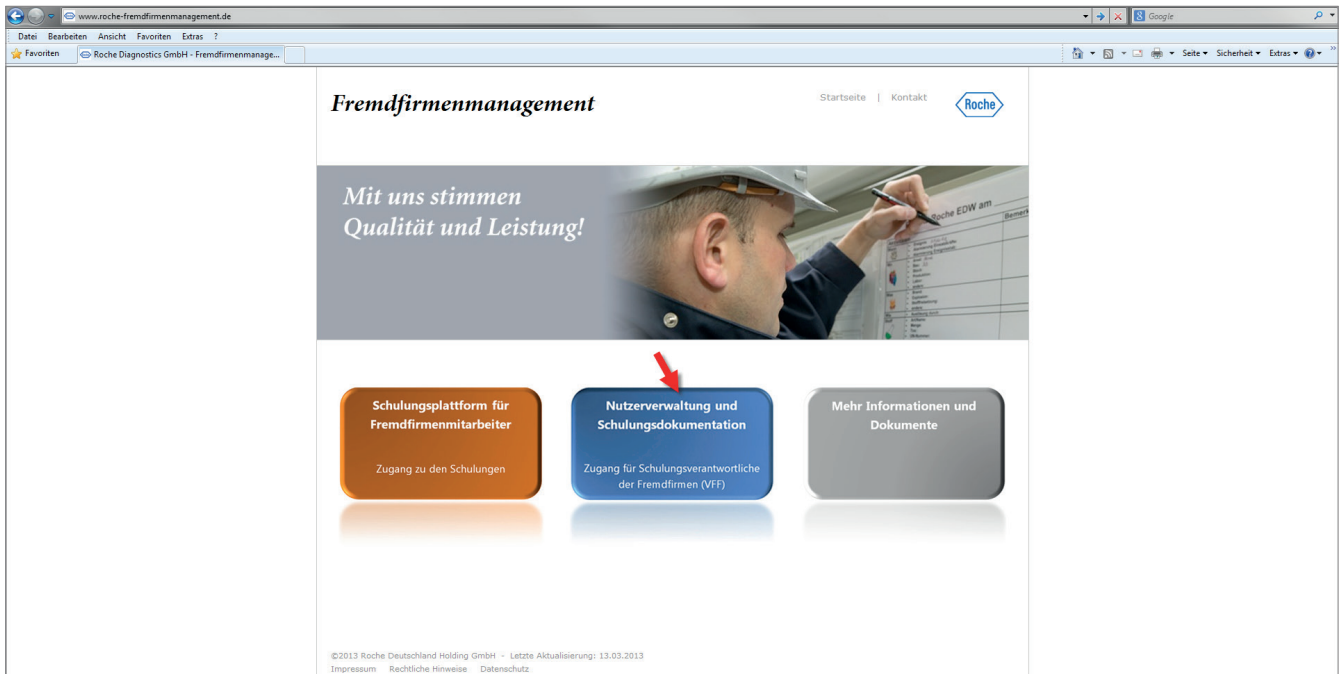 www.roche-fremdfirmenmanagement.de
Google
Datei Bearbeiten Ansicht Favoriten Extras ?
Favoriten
Roche Diagnostics GmbH - Fremdfirmenmanage...
Seite
Sicherheit
Extras
Fremdfirmenmanagement
Startseite | Kontakt
Roche
Mit uns stimmen
Qualität und Leistung!
Roche EDW am
Schulungsplattform für
Fremdfirmenmitarbeiter
Zugang zu den Schulungen
Nutzerverwaltung und
Schulungsdokumentation
Zugang für Schulungsverantwortliche
der Fremdfirmen (VFF)
Mehr Informationen und
Dokumente
©2013 Roche Deutschland Holding GmbH - Letzte Aktualisierung: 13.03.2013
Impressum Rechtliche Hinweise Datenschutz